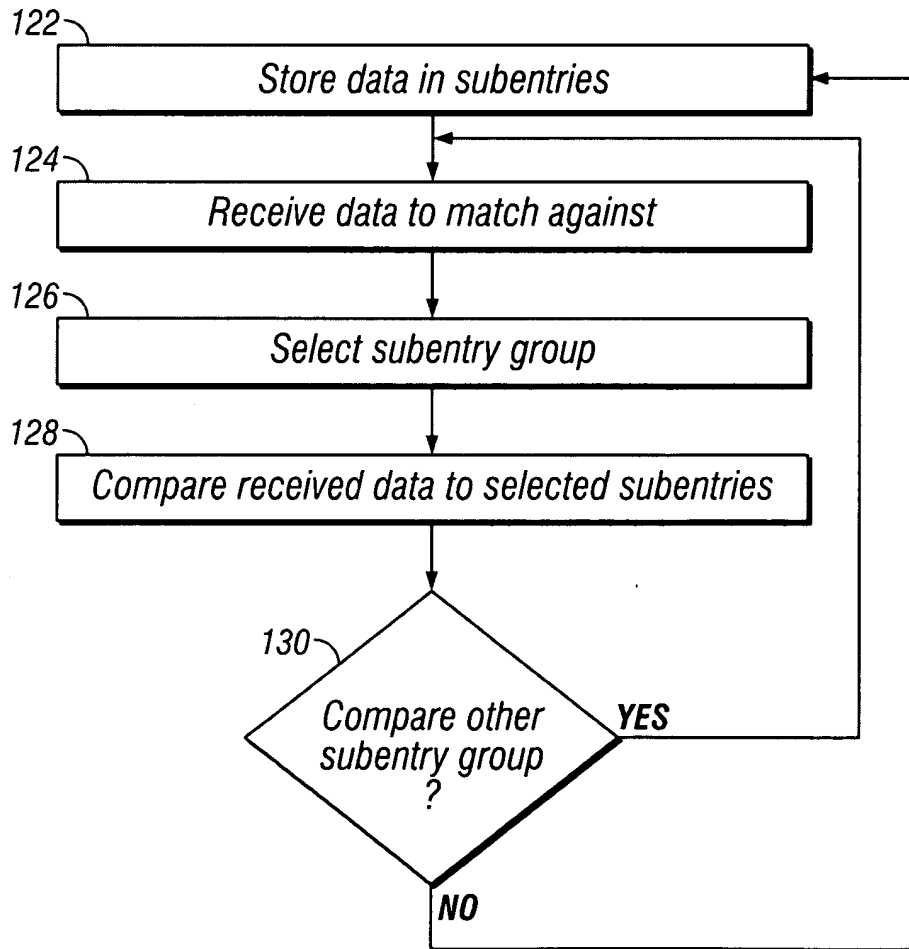 122
Store data in subentries
124
Receive data to match against
126
Select subentry group
128
Compare received data to selected subentries
130
Compare other
subentry group
?
YES
NO